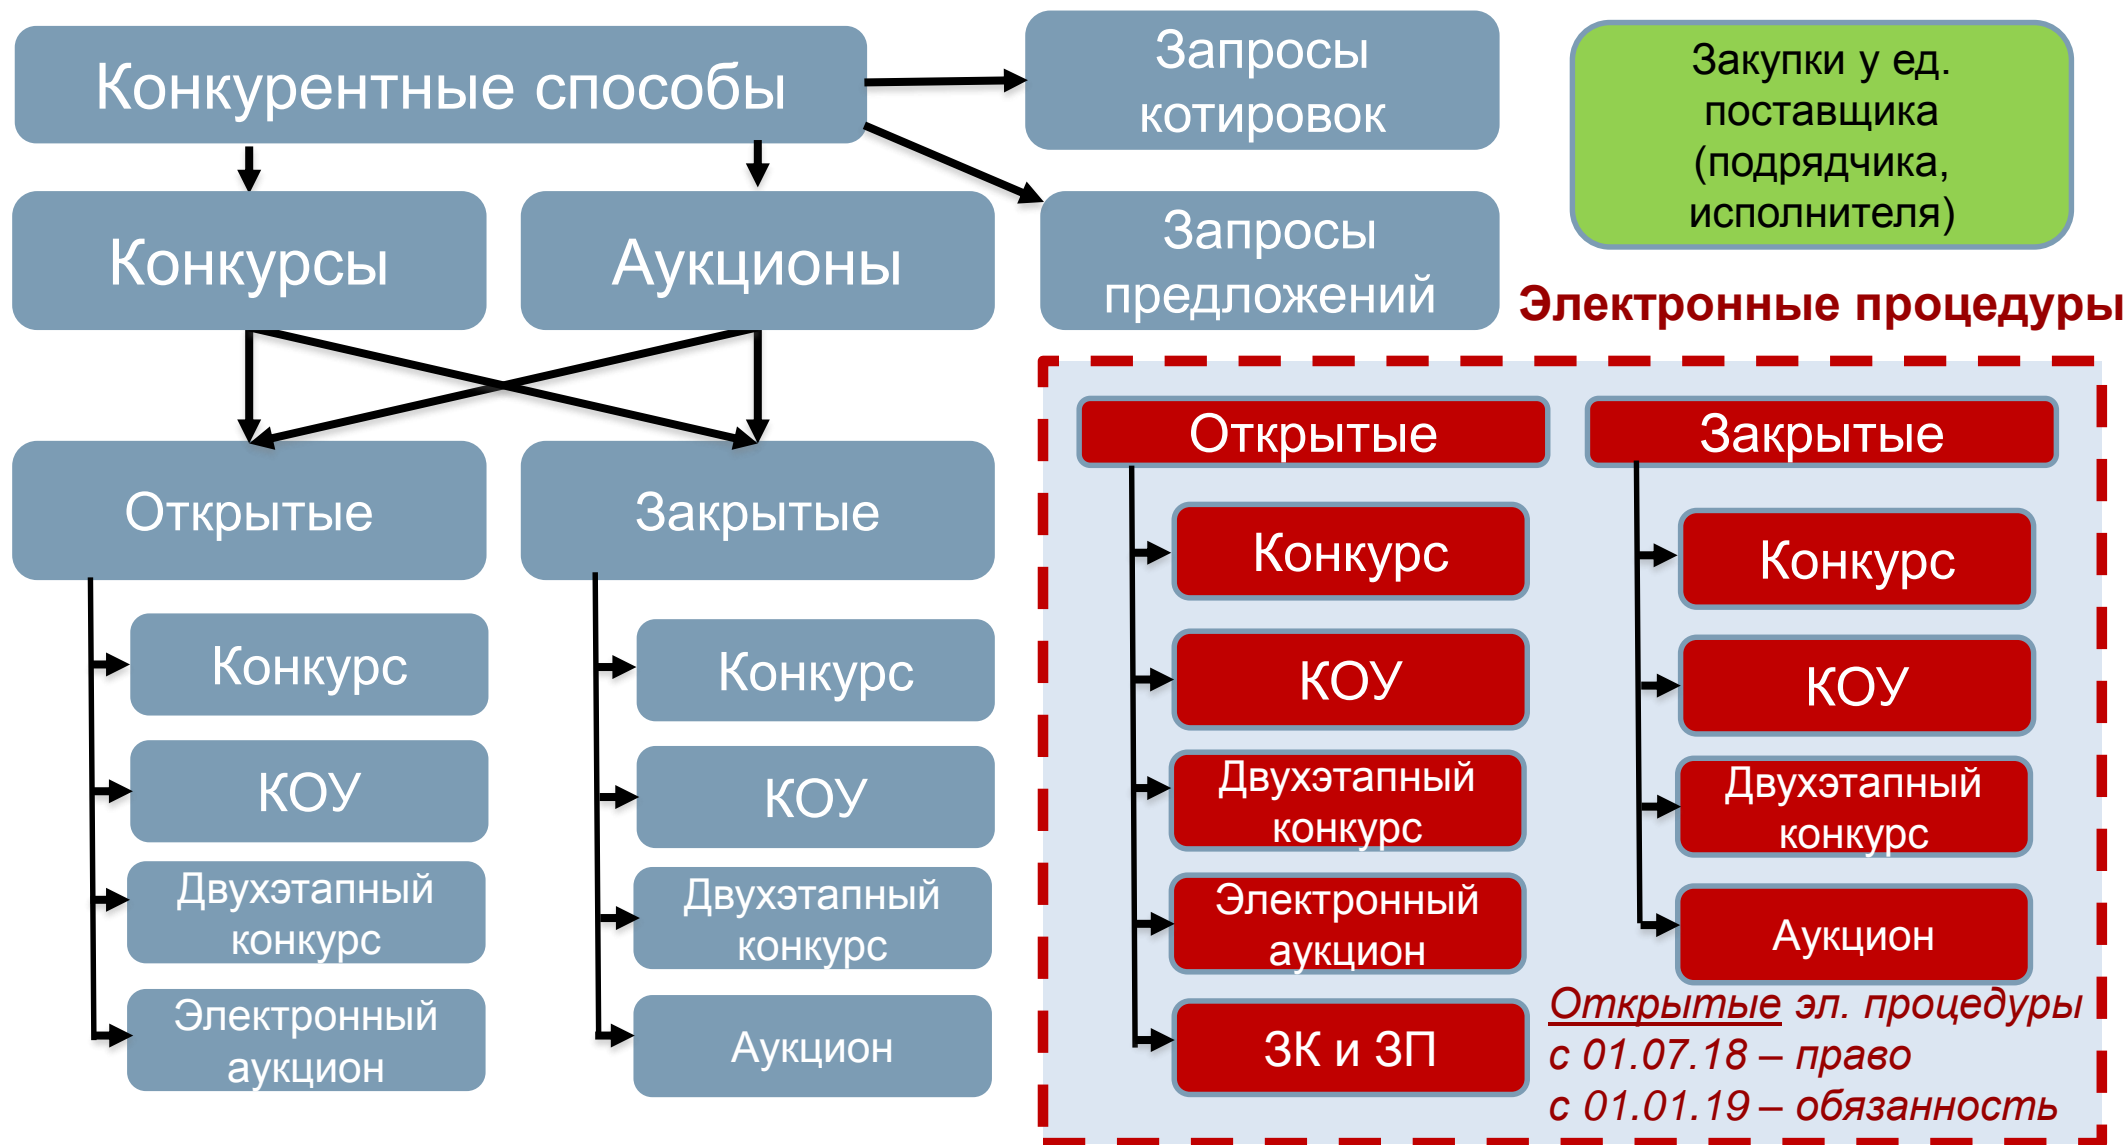 Конкурентные способы
Запросы
котировок
Закупки у ед.
поставщика
(подрядчика,
исполнителя)
Конкурсы
Аукционы
Запросы
предложений
Электронные процедуры
Открытые
Конкурс
КОУ
Двухэтапный
конкурс
Электронный
аукцион
Закрытые
Конкурс
КОУ
Двухэтапный
конкурс
Аукцион
Открытые
Конкурс
КОУ
Двухэтапный
конкурс
Электронный
аукцион
ЗК и ЗП
Закрытые
Конкурс
КОУ
Двухэтапный
конкурс
Аукцион
Открытые эл. процедуры
с 01.07.18 – право
с 01.01.19 – обязанность